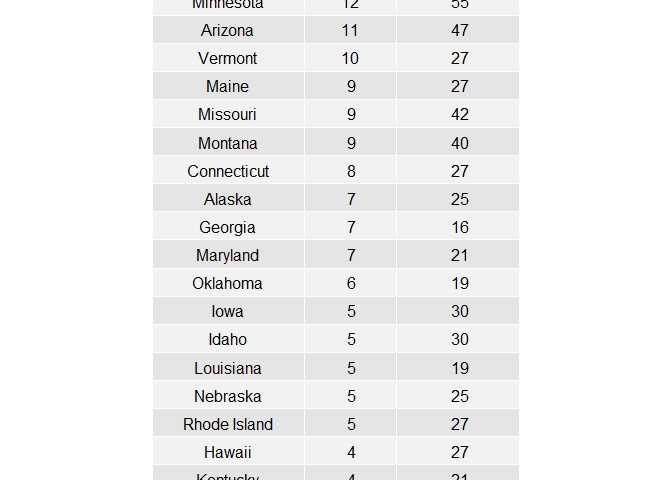 Minnesota 12 55
Arizona 11 47
Vermont 10 27
Maine 9 27
Missouri 9 42
Montana 9 40
Connecticut 8 27
Alaska 7 25
Georgia 7 16
Maryland 7 21
Oklahoma 6 19
Iowa 5 30
Idaho 5 30
Louisiana 5 19
Nebraska 5 25
Rhode Island 5 27
Hawaii 4 27
Kentucky 4 21